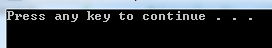 Press any key to continue . . .